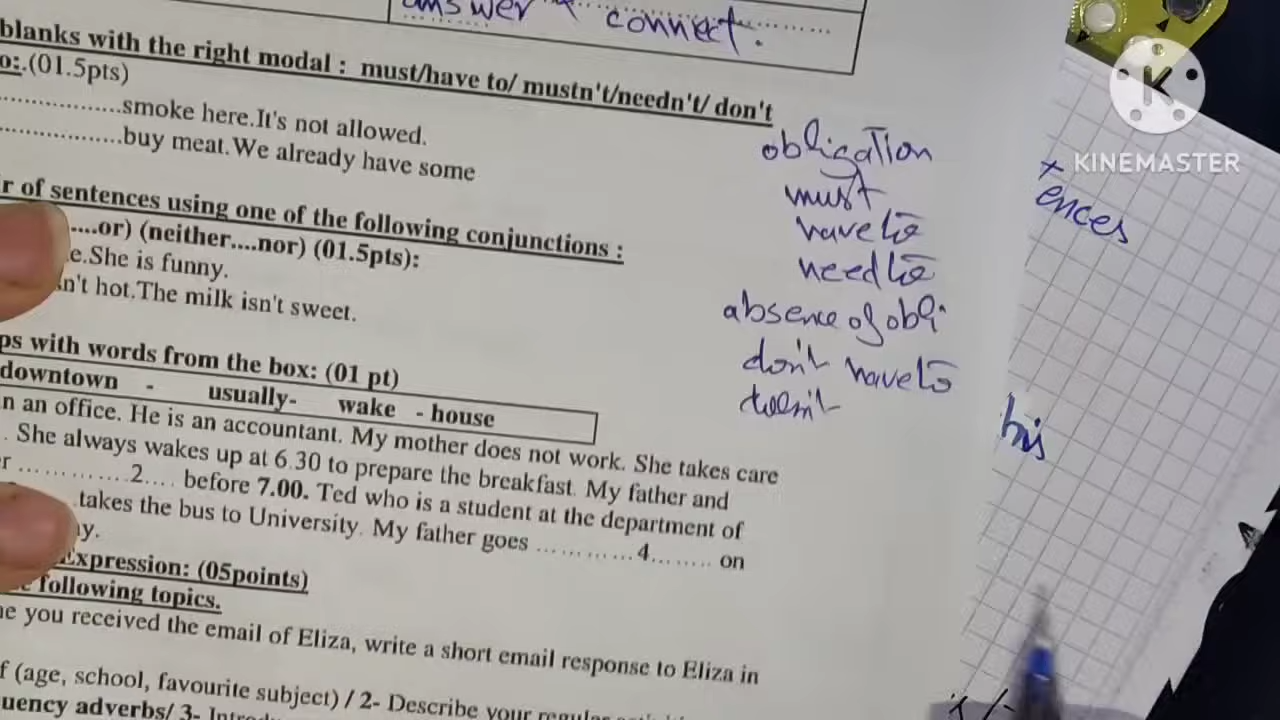 answer connect.
blanks with the right modal : must/have to/ mustn't/needn't/ don't
o:.(01.5pts)
....................smoke here.It's not allowed.
....................buy meat.We already have some
r of sentences using one of the following conjunctions :
....or) (neither....nor) (01.5pts):
e.She is funny.
n't hot.The milk isn't sweet.
ps with words from the box: (01 pt)
downtown - usually- wake - house
n an office. He is an accountant. My mother does not work. She takes care
. She always wakes up at 6.30 to prepare the breakfast. My father and
er ............2.... before 7.00. Ted who is a student at the department of
takes the bus to University. My father goes ............4........ on
y.
Expression: (05points)
following topics.
ne you received the email of Eliza, write a short email response to Eliza in
f (age, school, favourite subject) / 2- Describe your regular
uency adverbs/ 3-
obligation
must
have to
need to
absence of obli
don't have to
KINEMASTER
ences